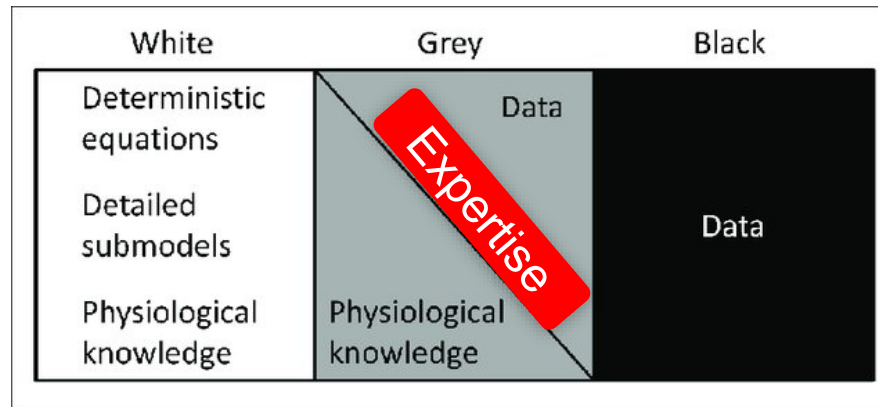 White
Grey
Black
Deterministic
equations
Detailed
submodels
Physiological
knowledge
Data
Expertise
Physiological
knowledge
Data